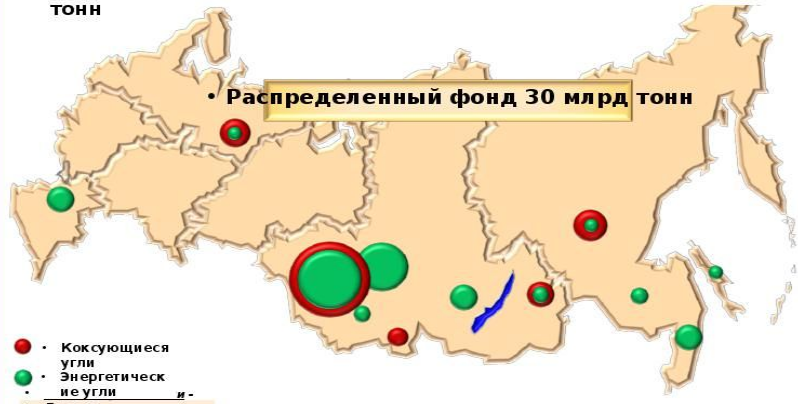 тонн
• Распределенный фонд 30 млрд тонн
• Коксующиеся
угли
• Энергетическ
ие угли
и-